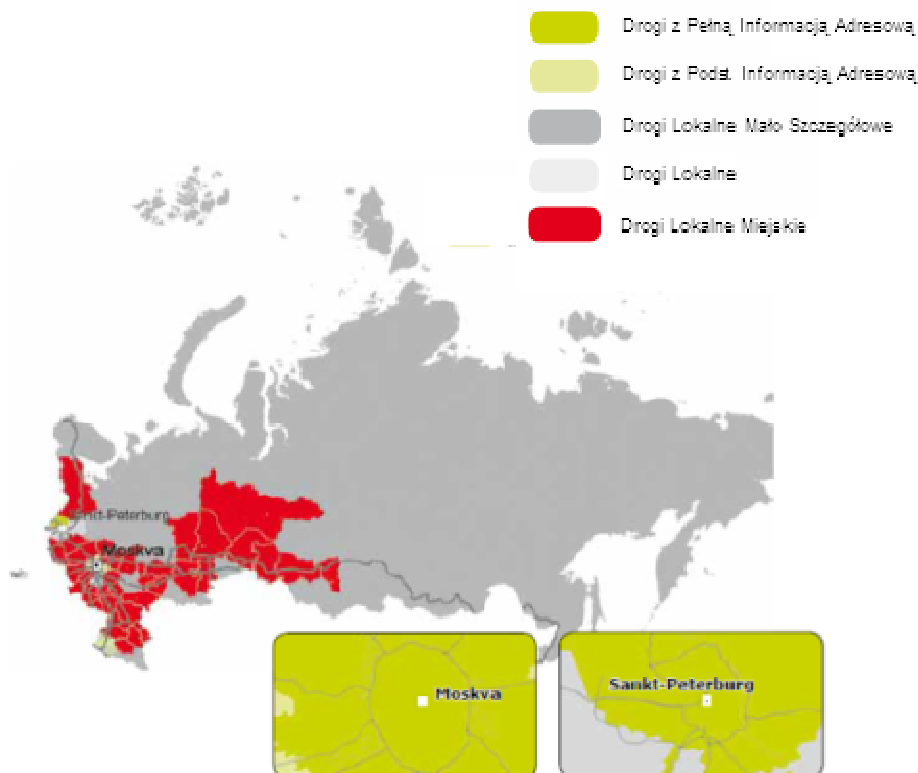 Drogi z Pełną Informacją Adresową
Drogi z Podst. Informacją Adresową
Drogi Lokalne Mało Szczegółowe
Drogi Lokalne
Drogi Lokalne Miejskie
Sankt-Peterburg
Moskva
Moskva
Sankt-Peterburg